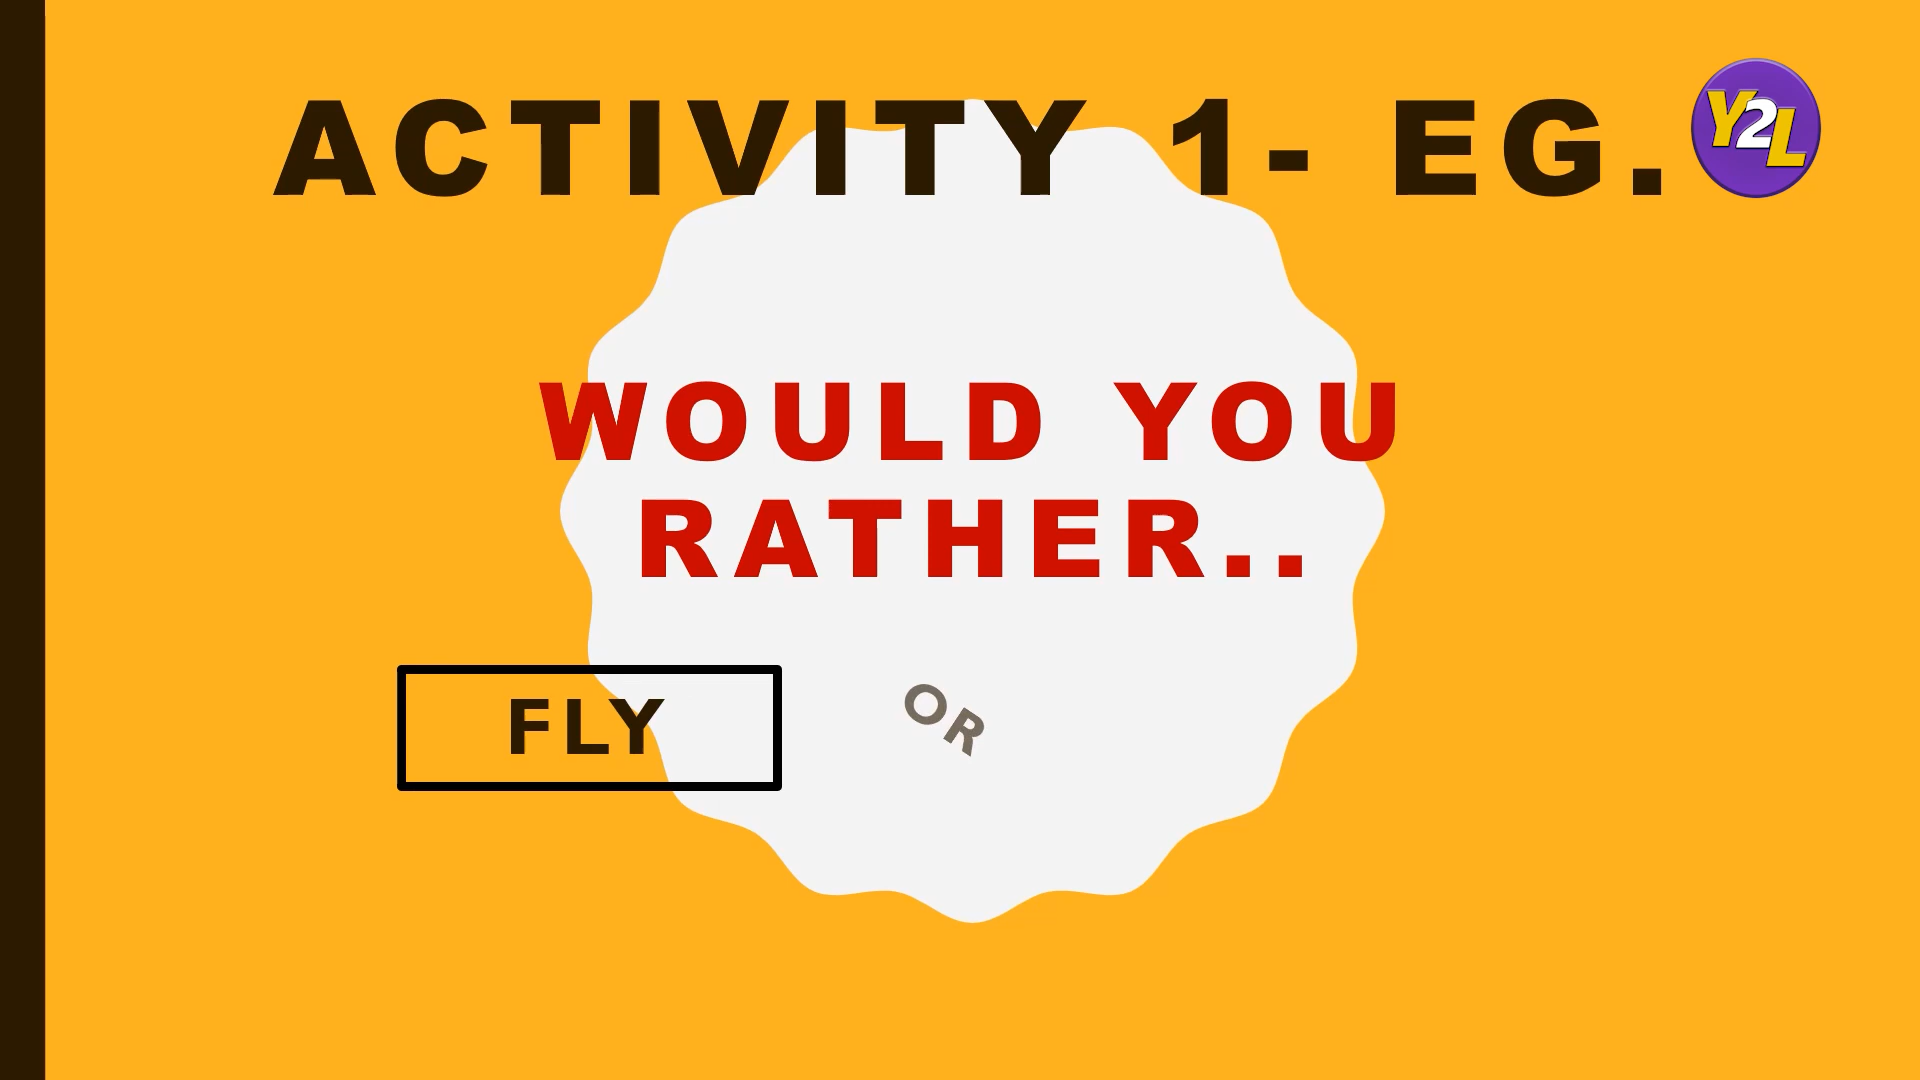 ACTIVITY 1- EG.
Y2L
WOULD YOU
RATHER..
FLY
OR